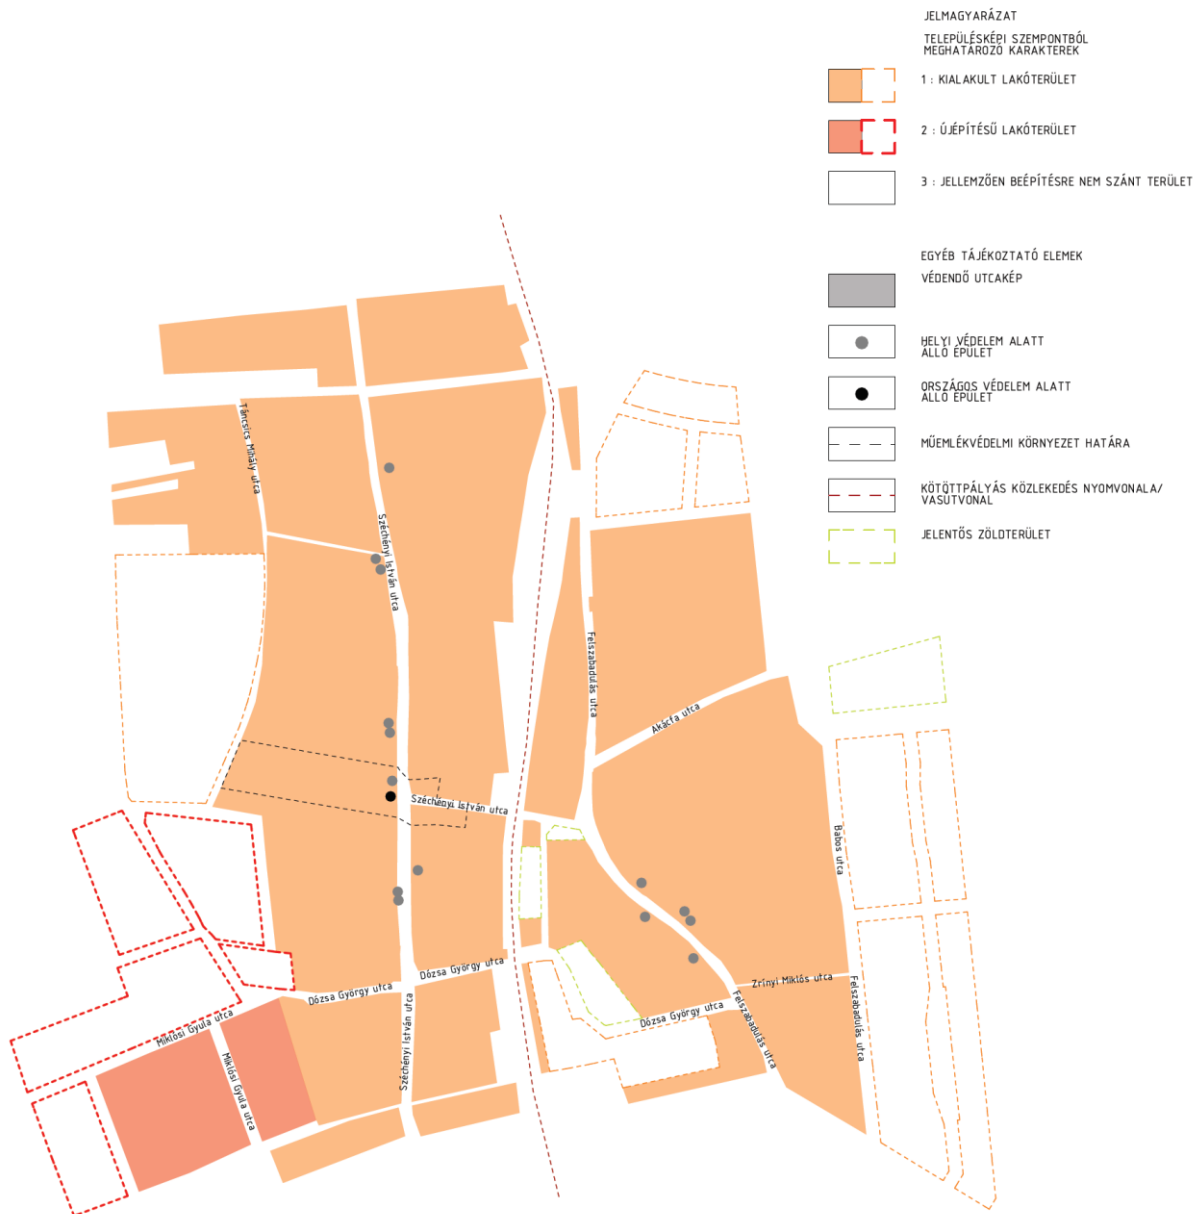 JELMAGYARÁZAT
TELEPÜLÉSKÉPI SZEMPONTBÓL
MEGHATÁROZÓ KARAKTEREK
1 : KIALAKULT LAKÓTERÜLET
2 : ÚJÉPÍTÉSŰ LAKÓTERÜLET
3 : JELLEMZŐEN BEÉPÍTÉSRE NEM SZÁNT TERÜLET
EGYÉB TÁJÉKOZTATÓ ELEMEK
VÉDENDŐ UTCAKÉP
HELYI VÉDELEM ALATT
ÁLLÓ ÉPÜLET
ORSZÁGOS VÉDELEM ALATT
ÁLLÓ ÉPÜLET
MŰEMLÉKVÉDELMI KÖRNYEZET HATÁRA
KÖTÖTTPÁLYÁS KÖZLEKEDÉS NYOMVONALA/
VASÚTVONAL
JELENTŐS ZÖLDTERÜLET
Táncsics Mihály utca
Széchényi István utca
Felszabadulás utca
Akácfa utca
Széchényi István utca
Babos utca
Dózsa György utca
Dózsa György utca
Zrínyi Miklós utca
Dózsa György utca
Felszabadulás utca
Felszabadulás utca
Miklósi Gyula utca
Miklósi Gyula utca
Széchényi István utca